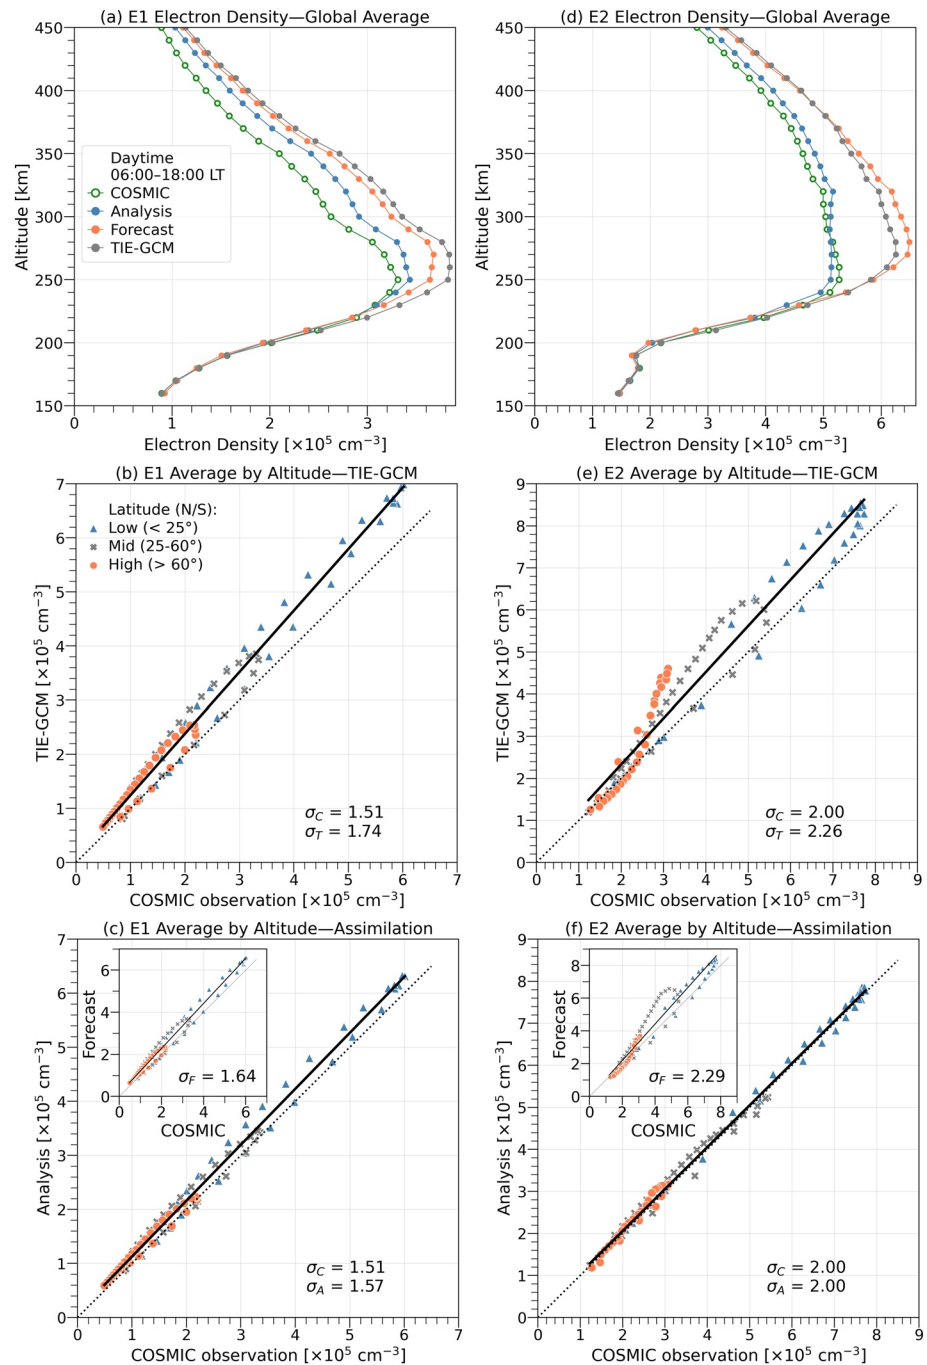 (a) E1 Electron Density—Global Average
450
400
350
300
250
200
150
Altitude [km]
Daytime
06:00–18:00 LT
COSMIC
Analysis
Forecast
TIE-GCM
0 1 2 3
Electron Density [×10⁵ cm⁻³]
(d) E2 Electron Density—Global Average
450
400
350
300
250
200
150
Altitude [km]
0 1 2 3 4 5 6
Electron Density [×10⁵ cm⁻³]
(b) E1 Average by Altitude—TIE-GCM
7
6
5
4
3
2
1
0
TIE-GCM [×10⁵ cm⁻³]
Latitude (N/S):
Low (< 25°)
Mid (25-60°)
High (> 60°)
σC = 1.51
σT = 1.74
0 1 2 3 4 5 6 7
COSMIC observation [×10⁵ cm⁻³]
(e) E2 Average by Altitude—TIE-GCM
9
8
7
6
5
4
3
2
1
0
TIE-GCM [×10⁵ cm⁻³]
σC = 2.00
σT = 2.26
0 1 2 3 4 5 6 7 8 9
COSMIC observation [×10⁵ cm⁻³]
(c) E1 Average by Altitude—Assimilation
7
6
5
4
3
2
1
0
Analysis [×10⁵ cm⁻³]
6
4
2
0
Forecast
σF = 1.64
0 2 4 6
COSMIC
σC = 1.51
σA = 1.57
0 1 2 3 4 5 6 7
COSMIC observation [×10⁵ cm⁻³]
(f) E2 Average by Altitude—Assimilation
9
8
7
6
5
4
3
2
1
0
Analysis [×10⁵ cm⁻³]
8
6
4
2
0
Forecast
σF = 2.29
0 2 4 6 8
COSMIC
σC = 2.00
σA = 2.00
0 1 2 3 4 5 6 7 8 9
COSMIC observation [×10⁵ cm⁻³]